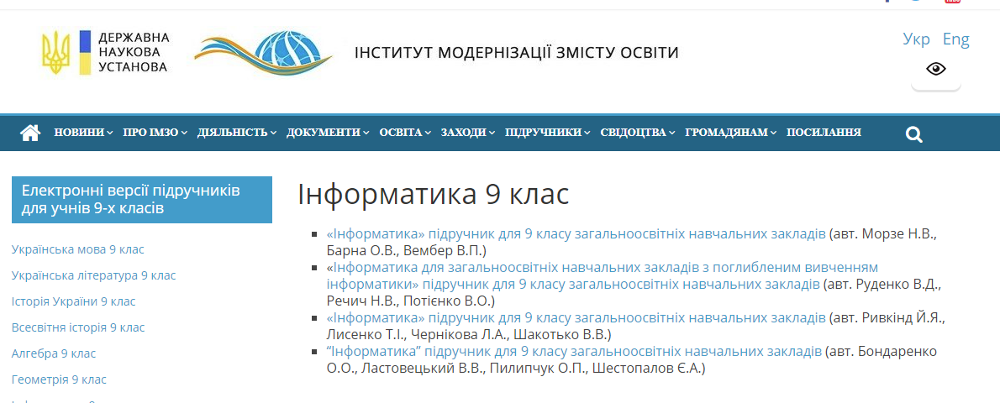 ДЕРЖАВНА
НАУКОВА
УСТАНОВА
ІНСТИТУТ МОДЕРНІЗАЦІЇ ЗМІСТУ ОСВІТИ
Укр Eng
НОВИНИ ПРО ІМЗО ДІЯЛЬНІСТЬ ДОКУМЕНТИ ОСВІТА ЗАХОДИ ПІДРУЧНИКИ СВІДОЦТВА ГРОМАДЯНАМ ПОСИЛАННЯ
Електронні версії підручників
для учнів 9-х класів
Українська мова 9 клас
Українська література 9 клас
Історія України 9 клас
Всесвітня історія 9 клас
Алгебра 9 клас
Геометрія 9 клас
Інформатика 9 клас
«Інформатика» підручник для 9 класу загальноосвітніх навчальних закладів (авт. Морзе Н.В.,
Барна О.В., Вембер В.П.)
«Інформатика для загальноосвітніх навчальних закладів з поглибленим вивченням
інформатики» підручник для 9 класу загальноосвітніх навчальних закладів (авт. Руденко В.Д.,
Речич Н.В., Потієнко В.О.)
«Інформатика» підручник для 9 класу загальноосвітніх навчальних закладів (авт. Ривкінд Й.Я.,
Лисенко Т.І., Чернікова Л.А., Шакотько В.В.)
“Інформатика” підручник для 9 класу загальноосвітніх навчальних закладів (авт. Бондаренко
О.О., Ластовецький В.В., Пилипчук О.П., Шестопалов Є.А.)